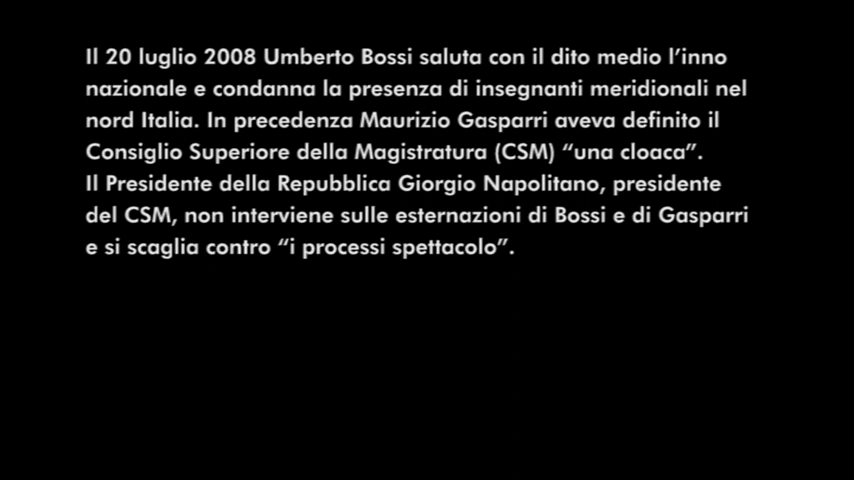 Il 20 luglio 2008 Umberto Bossi saluta con il dito medio l’inno
nazionale e condanna la presenza di insegnanti meridionali nel
nord Italia. In precedenza Maurizio Gasparri aveva definito il
Consiglio Superiore della Magistratura (CSM) “una cloaca”.
Il Presidente della Repubblica Giorgio Napolitano, presidente
del CSM, non interviene sulle esternazioni di Bossi e di Gasparri
e si scaglia contro “i processi spettacolo”.